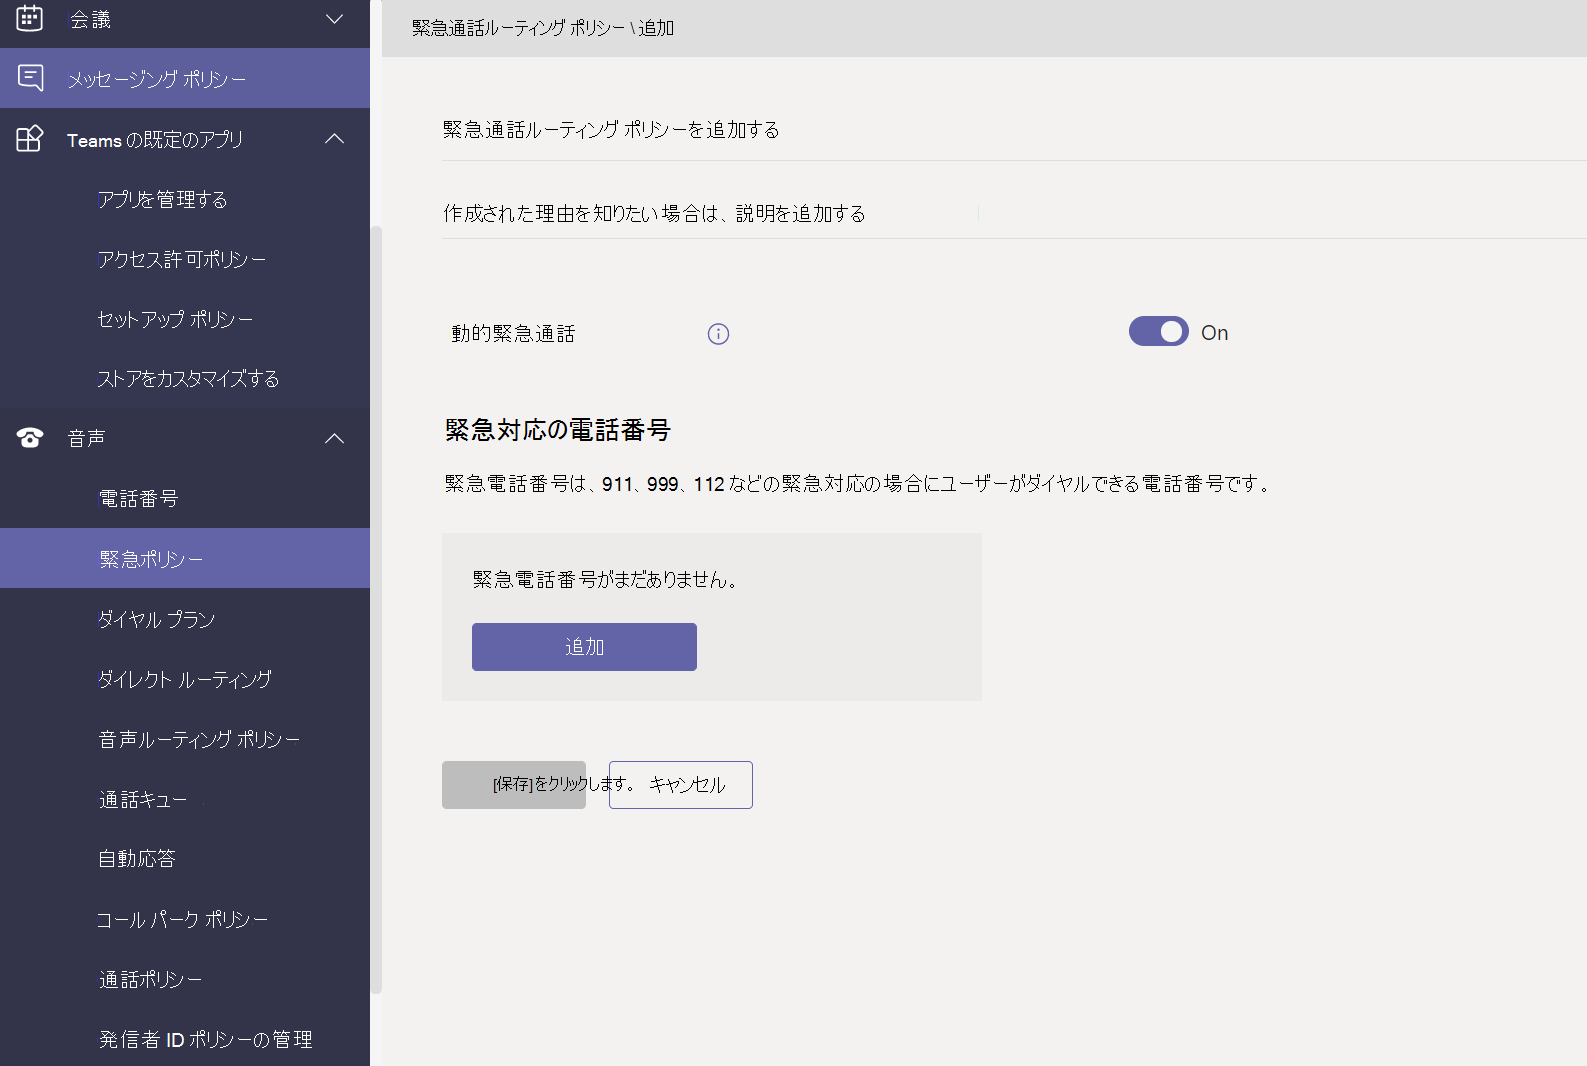 会議
メッセージング ポリシー
Teams の既定のアプリ
アプリを管理する
アクセス許可ポリシー
セットアップ ポリシー
ストアをカスタマイズする
音声
電話番号
緊急ポリシー
ダイヤル プラン
ダイレクト ルーティング
音声ルーティング ポリシー
通話キュー
自動応答
コール パーク ポリシー
通話ポリシー
発信者 ID ポリシーの管理
緊急通話ルーティング ポリシー \ 追加
緊急通話ルーティング ポリシーを追加する
作成された理由を知りたい場合は、説明を追加する
動的緊急通話
On
緊急対応の電話番号
緊急電話番号は、911、999、112 などの緊急対応の場合にユーザーがダイヤルできる電話番号です。
緊急電話番号がまだありません。
追加
[保存] をクリックします。
キャンセル